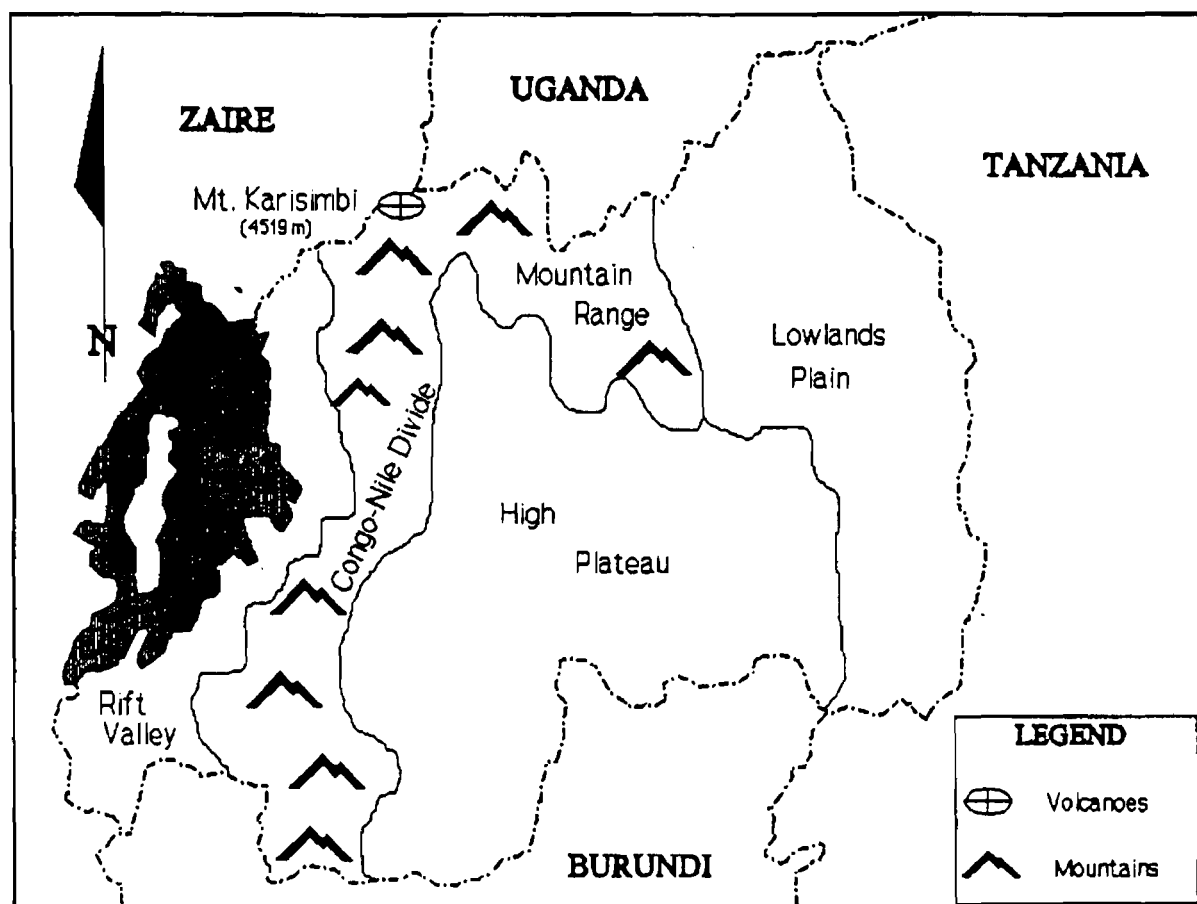 UGANDA
ZAIRE
TANZANIA
Mt. Karisimbi
(4519 m)
Mountain
Range
N
Lowlands
Plain
Congo-Nile Divide
High
Plateau
Rift
Valley
BURUNDI
LEGEND
Volcanoes
Mountains